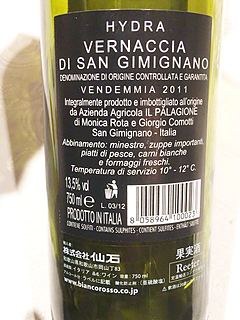 HYDRA
VERNACCIA
DI SAN GIMIGNANO
DENOMINAZIONE DI ORIGINE CONTROLLATA E GARANTITA
VENDEMMIA 2011
Integralmente prodotto e imbottigliato all'origine
da Azienda Agricola IL PALAGIONE
di Monica Rota e Giorgio Comotti
San Gimignano - Italia
Abbinamento: minestre, zuppe importanti,
piatti di pesce, carni bianche
e formaggi freschi.
Temperatura di servizio 10° - 12° C.
13,5% vol
750 ml e
L. 03/12
PRODOTTO IN ITALIA
8 058964 100023
CONTIENE SOLFITI - CONTAINS SULPHITES - CONTIENT SULFITES -
株式会社仙石
果実酒
www.biancorosso.co.jp